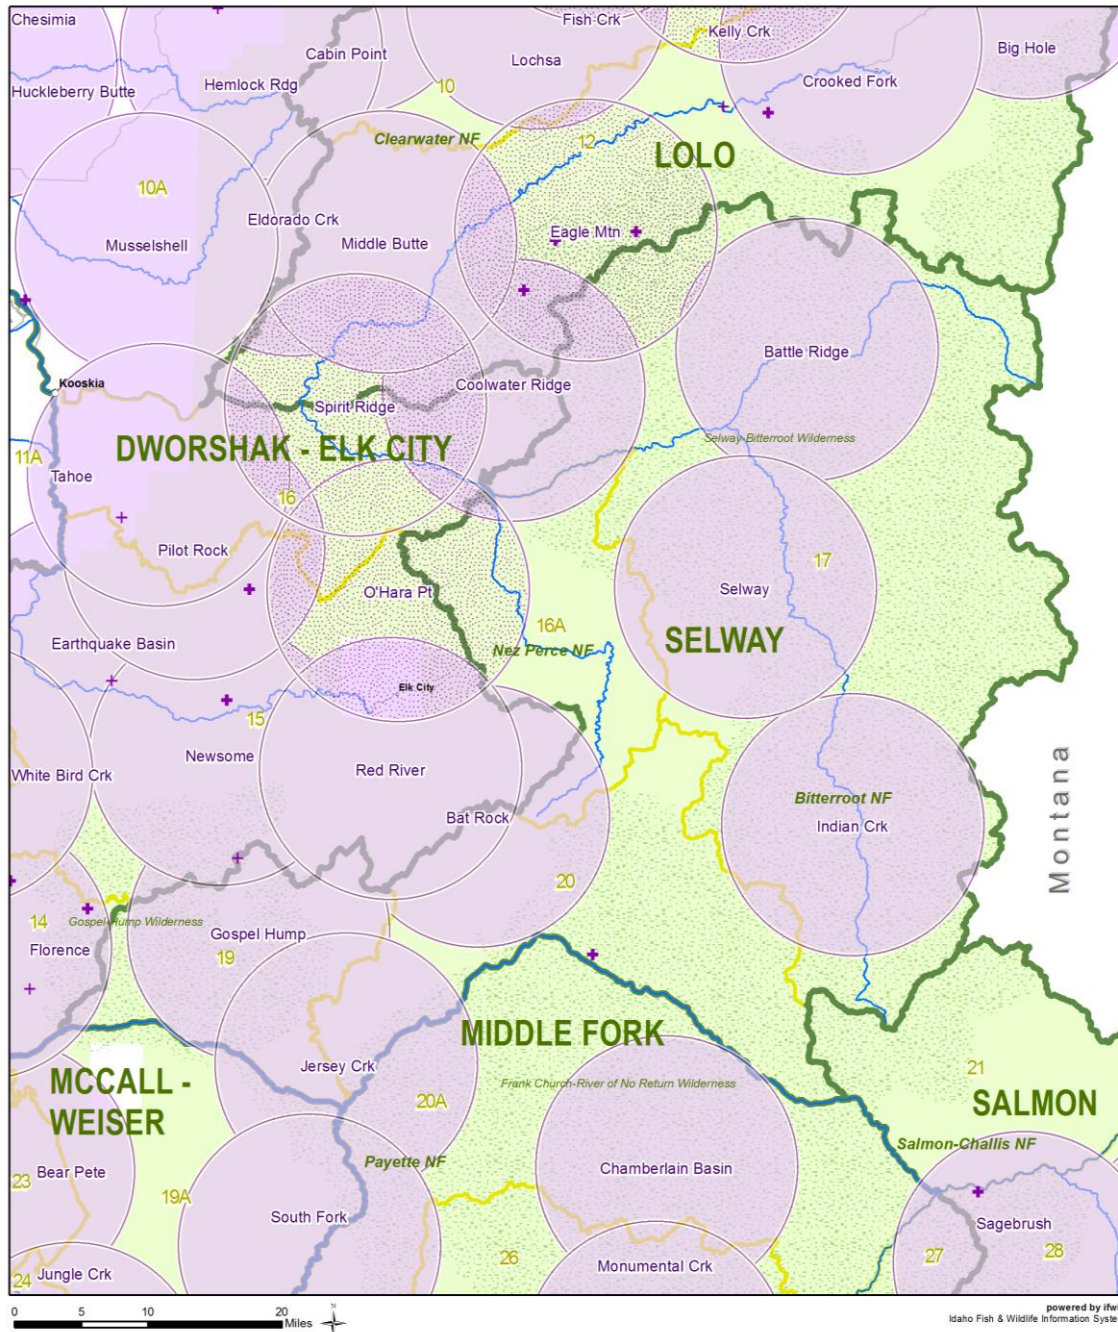 Chesimia
Fish Crk
Kelly Crk
Cabin Point
Lochsa
Big Hole
Hemlock Rdg
Crooked Fork
Huckleberry Butte
10
Clearwater NF
12
LOLO
10A
Eldorado Crk
Eagle Mtn
Musselshell
Middle Butte
Battle Ridge
Kooskia
Coolwater Ridge
Spirit Ridge
DWORSHAK - ELK CITY
Selway-Bitterroot Wilderness
11A
Tahoe
16
Pilot Rock
17
O'Hara Pt
Selway
16A
Earthquake Basin
Nez Perce NF
SELWAY
Elk City
15
Newsome
Red River
White Bird Crk
Bitterroot NF
Bat Rock
Indian Crk
Montana
20
14
Gospel-Hump Wilderness
Florence
Gospel Hump
19
MIDDLE FORK
Jersey Crk
MCCALL -
WEISER
Frank Church-River of No Return Wilderness
21
20A
SALMON
Salmon-Challis NF
Payette NF
Bear Pete
Chamberlain Basin
23
19A
South Fork
Sagebrush
26
27
28
Jungle Crk
24
Monumental Crk
0 5 10 20
Miles
N
powered by ifwi
Idaho Fish & Wildlife Information Syste